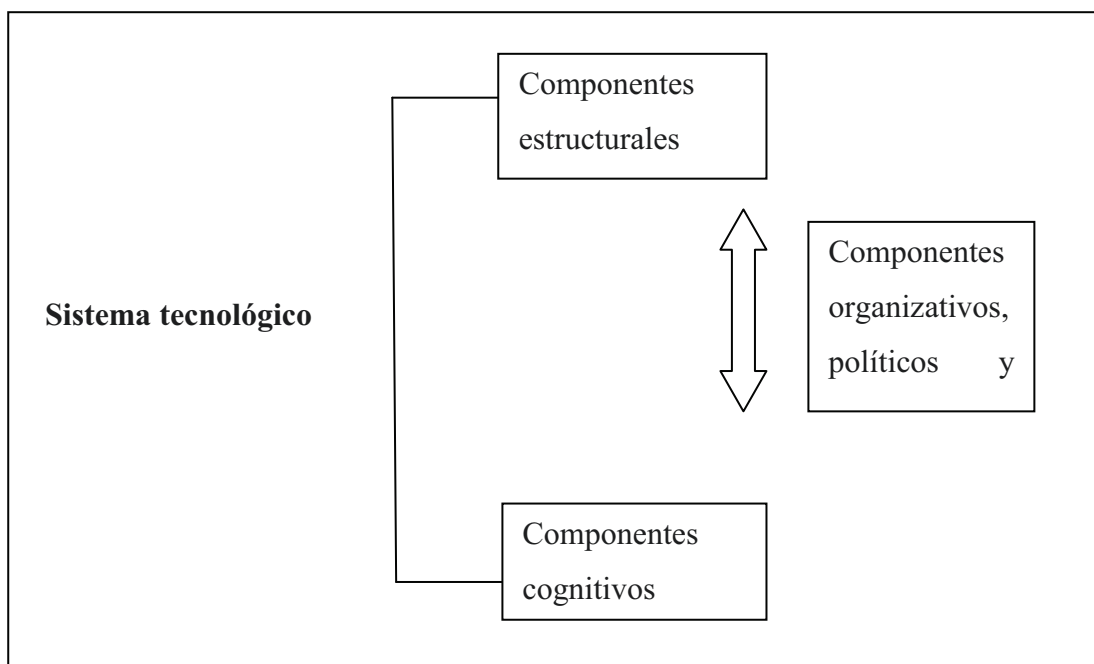 Componentes
estructurales
Sistema tecnológico
Componentes
organizativos,
políticos y
Componentes
cognitivos